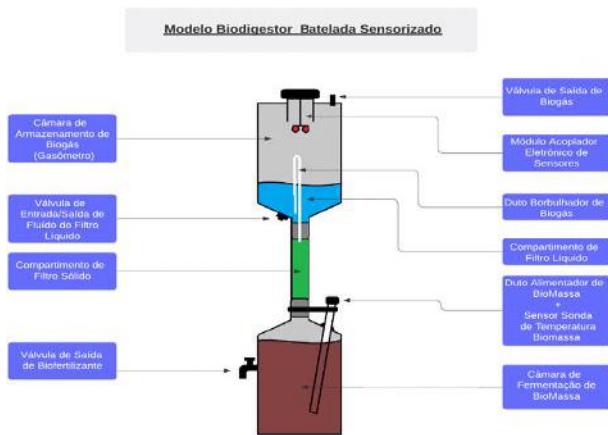 Modelo Biodigestor Batelada Sensorizado
Câmara de
Armazenamento de
Biogás
(Gasômetro)
Válvula de
Entrada/Saída de
Fluído do Filtro
Líquido
Compartimento de
Filtro Sólido
Válvula de Saída
de Biofertilizante
Válvula de Saída de
Biogás
Módulo Acoplador
Eletrônico de
Sensores
Duto Borbulhador de
Biogás
Compartimento de
Filtro Líquido
Duto Alimentador de
BioMassa
+
Sensor Sonda
de Temperatura
Biomassa
Câmara de
Fermentação de
BioMassa